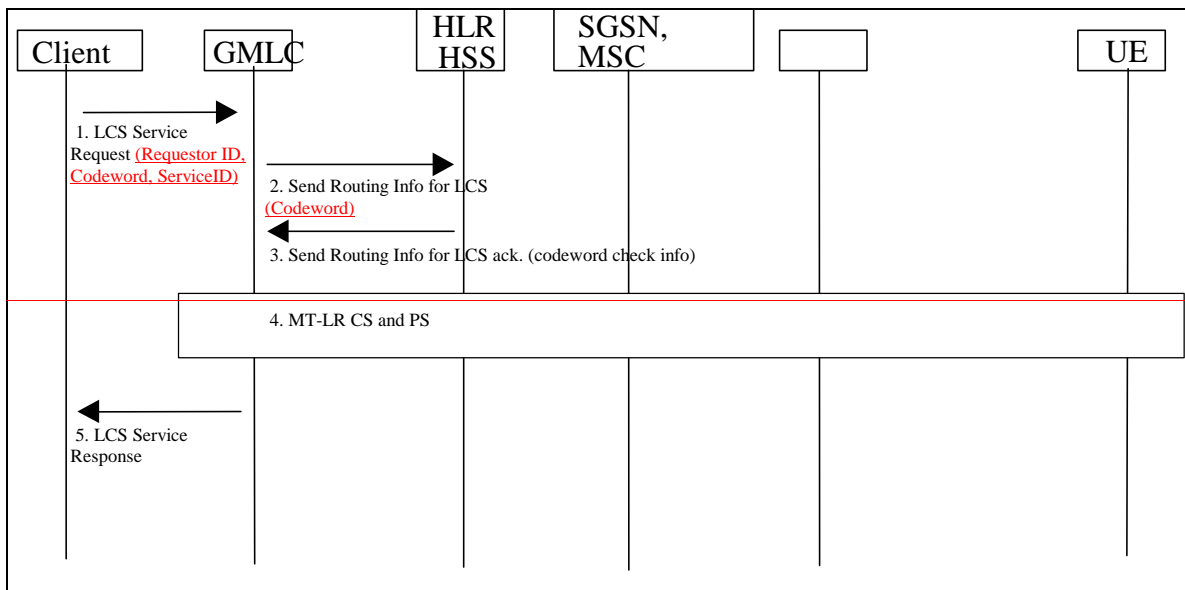 Client
GMLC
HLR
HSS
SGSN,
MSC
UE
1. LCS Service
Request (Requestor ID,
Codeword, ServiceID)
2. Send Routing Info for LCS
(Codeword)
3. Send Routing Info for LCS ack. (codeword check info)
4. MT-LR CS and PS
5. LCS Service
Response